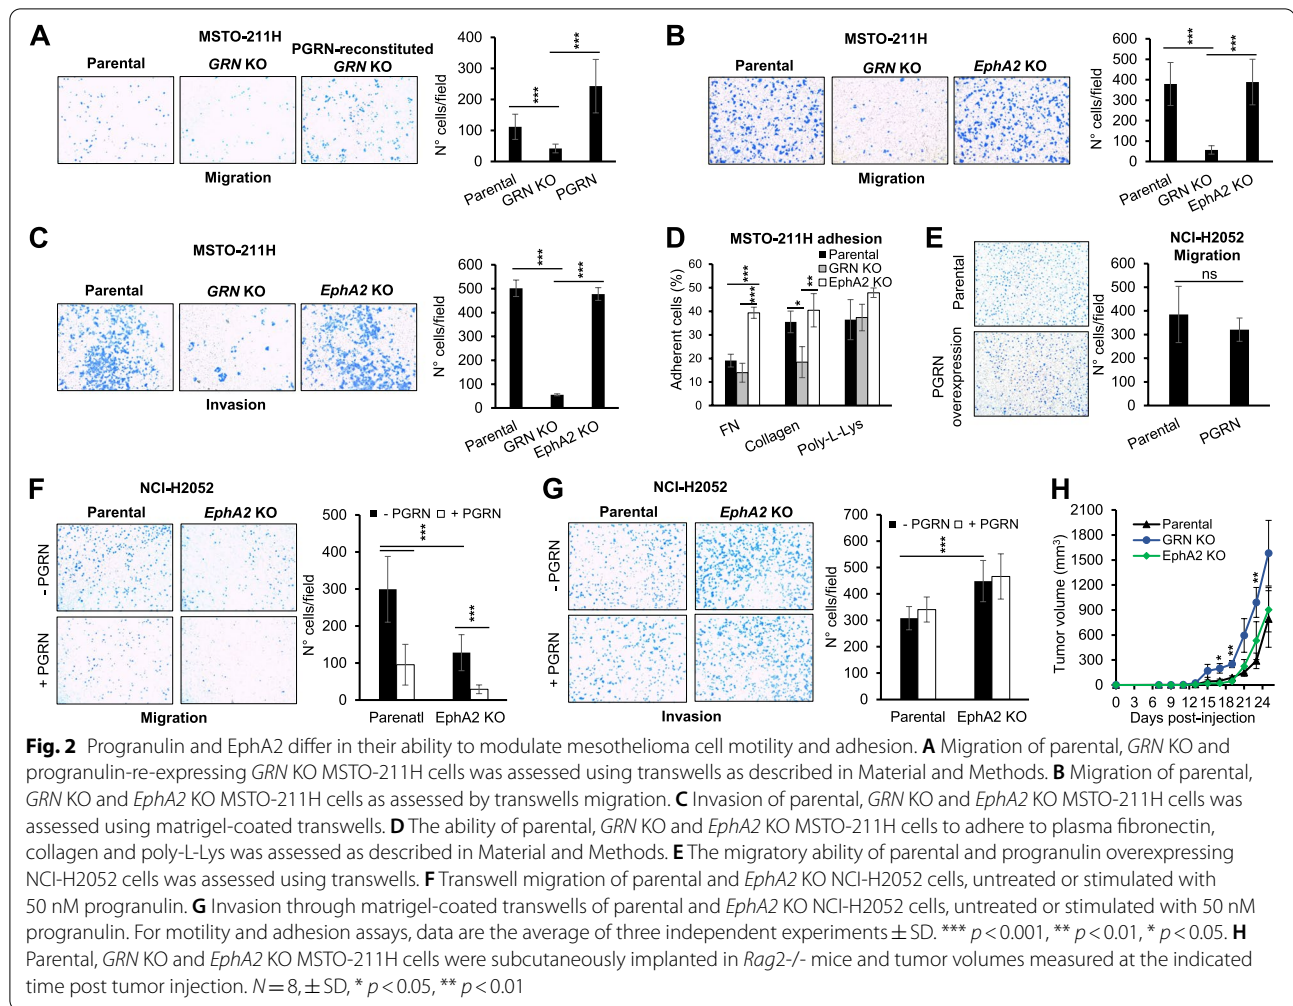 A
MSTO-211H
Parental
GRN KO
PGRN-reconstituted
GRN KO
Migration
N° cells/field
400
300
200
100
0
***
***
Parental
GRN KO
PGRN
B
MSTO-211H
Parental
GRN KO
EphA2 KO
Migration
N° cells/field
600
500
400
300
200
100
0
***
***
Parental
GRN KO
EphA2 KO
C
MSTO-211H
Parental
GRN KO
EphA2 KO
Invasion
N° cells/field
600
500
400
300
200
100
0
***
***
Parental
GRN KO
EphA2 KO
D
MSTO-211H adhesion
Parental
GRN KO
EphA2 KO
Adherent cells (%)
60
40
20
0
***
***
*
**
FN
Collagen
Poly-L-Lys
E
Parental
PGRN
overexpression
NCI-H2052
Migration
ns
N° cells/field
600
500
400
300
200
100
0
Parental
PGRN
F
NCI-H2052
Parental
EphA2 KO
- PGRN
+ PGRN
Migration
N° cells/field
500
400
300
200
100
0
- PGRN
+ PGRN
***
***
Parenatl
EphA2 KO
G
NCI-H2052
Parental
EphA2 KO
- PGRN
+ PGRN
Invasion
N° cells/field
700
600
500
400
300
200
100
0
- PGRN
+ PGRN
***
Parental
EphA2 KO
H
Tumor volume (mm³)
2100
1800
1500
1200
900
600
300
0
Parental
GRN KO
EphA2 KO
*
**
**
0 3 6 9 12 15 18 21 24
Days post-injection
Fig. 2 Progranulin and EphA2 differ in their ability to modulate mesothelioma cell motility and adhesion. A Migration of parental, GRN KO and
progranulin-re-expressing GRN KO MSTO-211H cells was assessed using transwells as described in Material and Methods. B Migration of parental,
GRN KO and EphA2 KO MSTO-211H cells as assessed by transwells migration. C Invasion of parental, GRN KO and EphA2 KO MSTO-211H cells was
assessed using matrigel-coated transwells. D The ability of parental, GRN KO and EphA2 KO MSTO-211H cells to adhere to plasma fibronectin,
collagen and poly-L-Lys was assessed as described in Material and Methods. E The migratory ability of parental and progranulin overexpressing
NCI-H2052 cells was assessed using transwells. F Transwell migration of parental and EphA2 KO NCI-H2052 cells, untreated or stimulated with
50 nM progranulin. G Invasion through matrigel-coated transwells of parental and EphA2 KO NCI-H2052 cells, untreated or stimulated with 50 nM
progranulin. For motility and adhesion assays, data are the average of three independent experiments ± SD. *** p < 0.001, ** p < 0.01, * p < 0.05. H
Parental, GRN KO and EphA2 KO MSTO-211H cells were subcutaneously implanted in Rag2-/- mice and tumor volumes measured at the indicated
time post tumor injection. N = 8, ± SD, * p < 0.05, ** p < 0.01